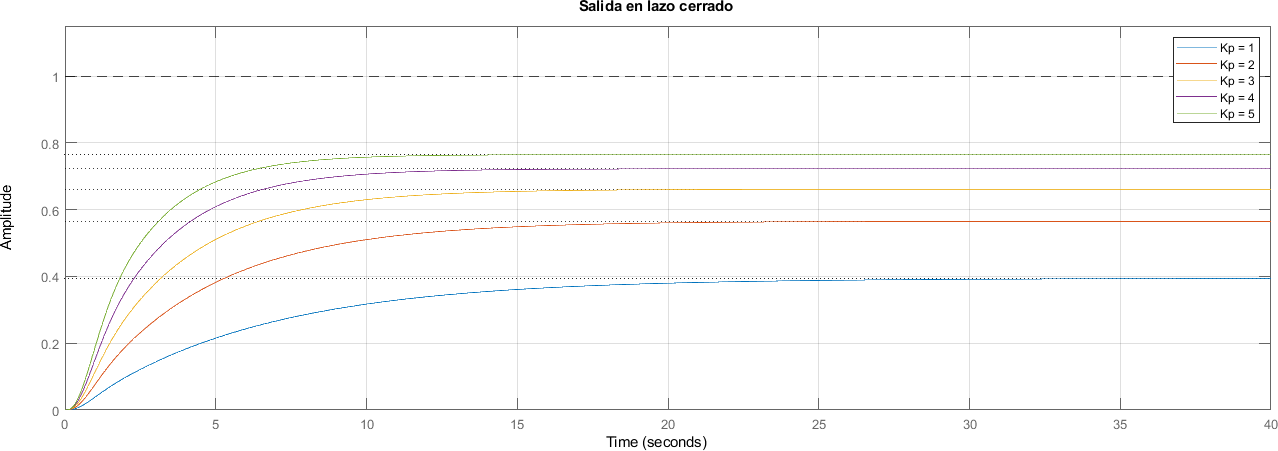 Salida en lazo cerrado
Kp = 1
Kp = 2
Kp = 3
Kp = 4
Kp = 5
1
0.8
0.6
0.4
0.2
0
Amplitude
0 5 10 15 20 25 30 35 40
Time (seconds)